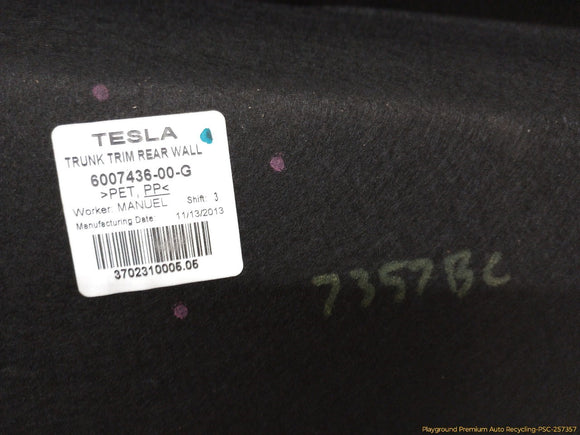 TESLA
TRUNK TRIM REAR WALL
6007436-00-G
>PET, PP<
Worker: MANUEL Shift: 3
Manufacturing Date: 11/13/2013
3702310005.05
7357BC
Playground Premium Auto Recycling-PSC-257357